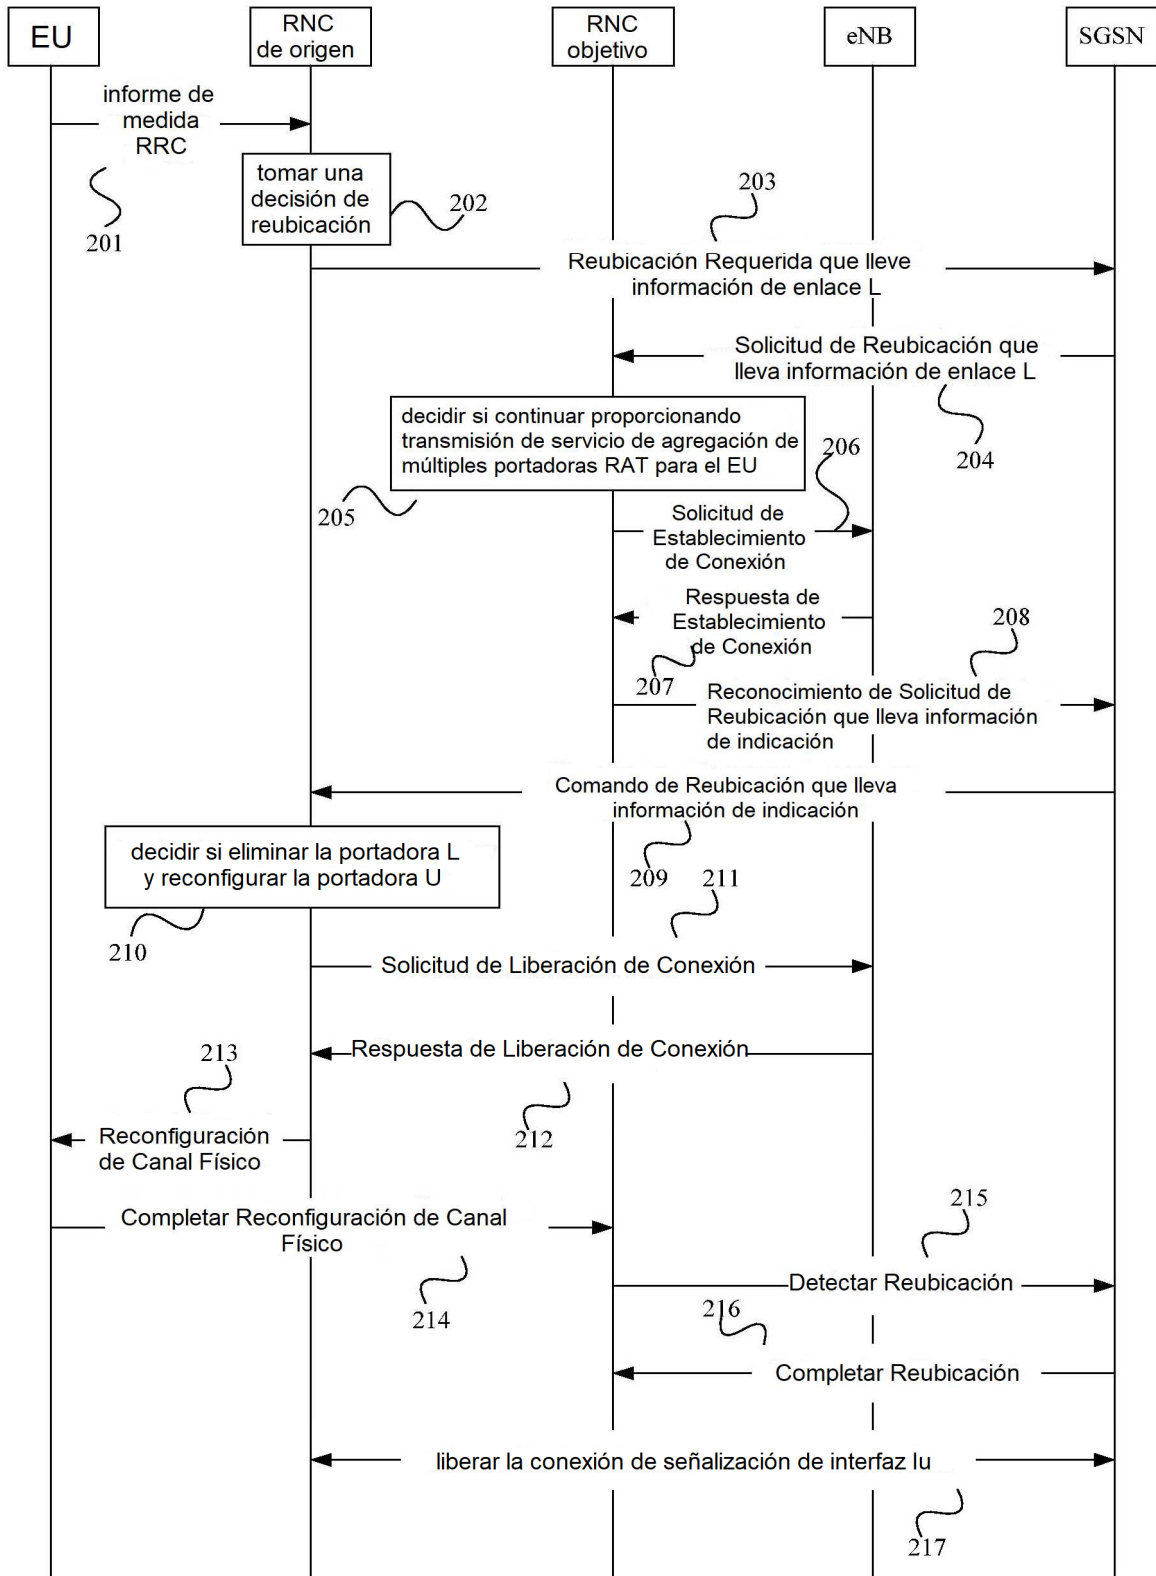 EU
RNC
de origen
RNC
objetivo
eNB
SGSN
informe de
medida
RRC
201
tomar una
decisión de
reubicación
202
203
Reubicación Requerida que lleve
información de enlace L
Solicitud de Reubicación que
lleva información de enlace L
204
decidir si continuar proporcionando
transmisión de servicio de agregación de
múltiples portadoras RAT para el EU
205
206
Solicitud de
Establecimiento
de Conexión
Respuesta de
Establecimiento
de Conexión
207
208
Reconocimiento de Solicitud de
Reubicación que lleva información
de indicación
Comando de Reubicación que lleva
información de indicación
209
decidir si eliminar la portadora L
y reconfigurar la portadora U
210
211
Solicitud de Liberación de Conexión
Respuesta de Liberación de Conexión
212
213
Reconfiguración
de Canal Físico
Completar Reconfiguración de Canal
Físico
214
215
Detectar Reubicación
216
Completar Reubicación
liberar la conexión de señalización de interfaz Iu
217